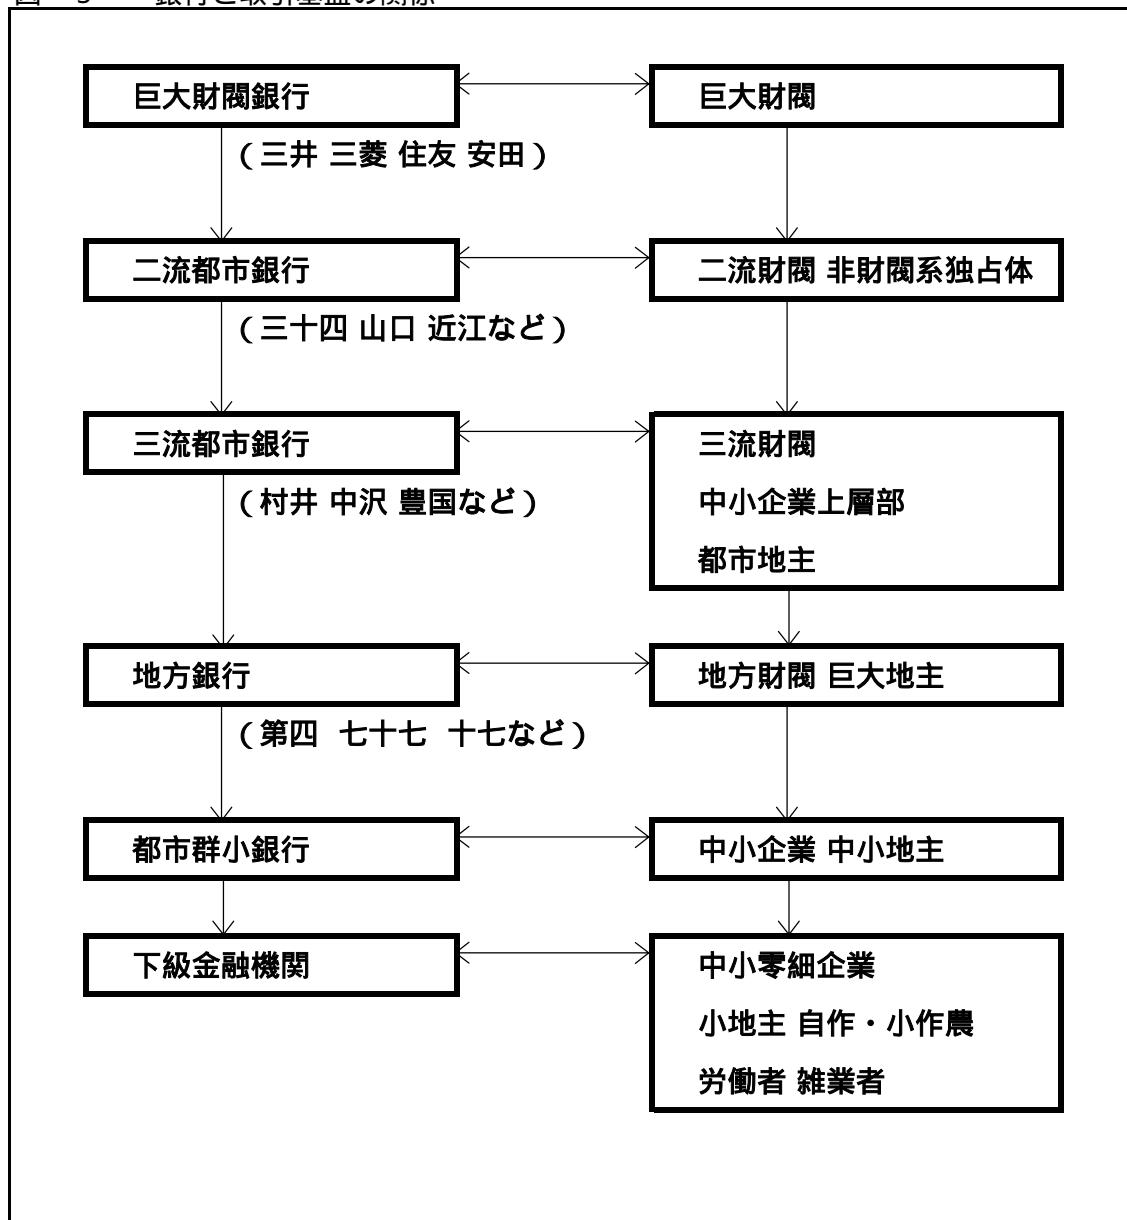 巨大財閥銀行
巨大財閥
（三井 三菱 住友 安田）
二流都市銀行
二流財閥 非財閥系独占体
（三十四 山口 近江など）
三流都市銀行
三流財閥
（村井 中沢 豊国など）
中小企業上層部
都市地主
地方銀行
地方財閥 巨大地主
（第四 七十七 十七など）
都市群小銀行
中小企業 中小地主
下級金融機関
中小零細企業
小地主 自作・小作農
労働者 雑業者